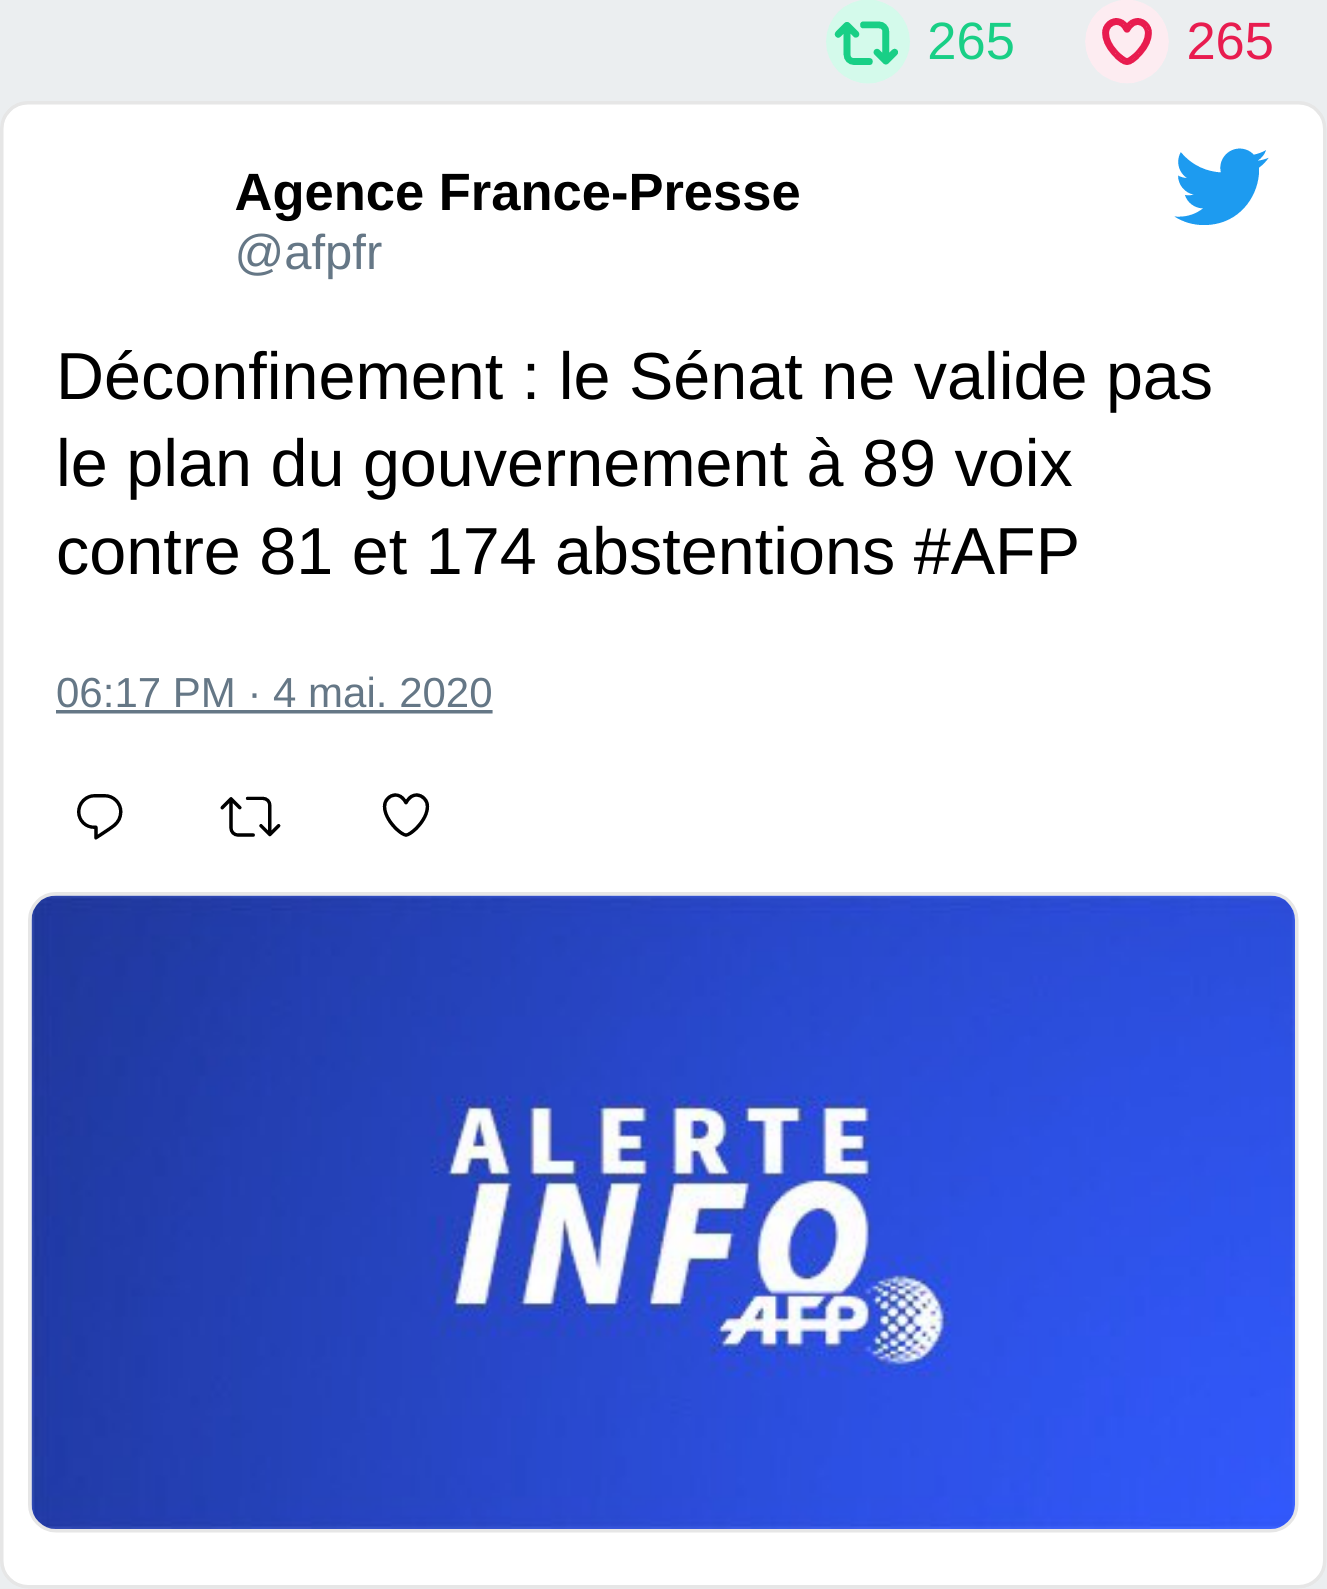 265 265
Agence France-Presse
@afpfr
Déconfinement : le Sénat ne valide pas
le plan du gouvernement à 89 voix
contre 81 et 174 abstentions #AFP
06:17 PM · 4 mai. 2020
ALERTE
INFO
AFP